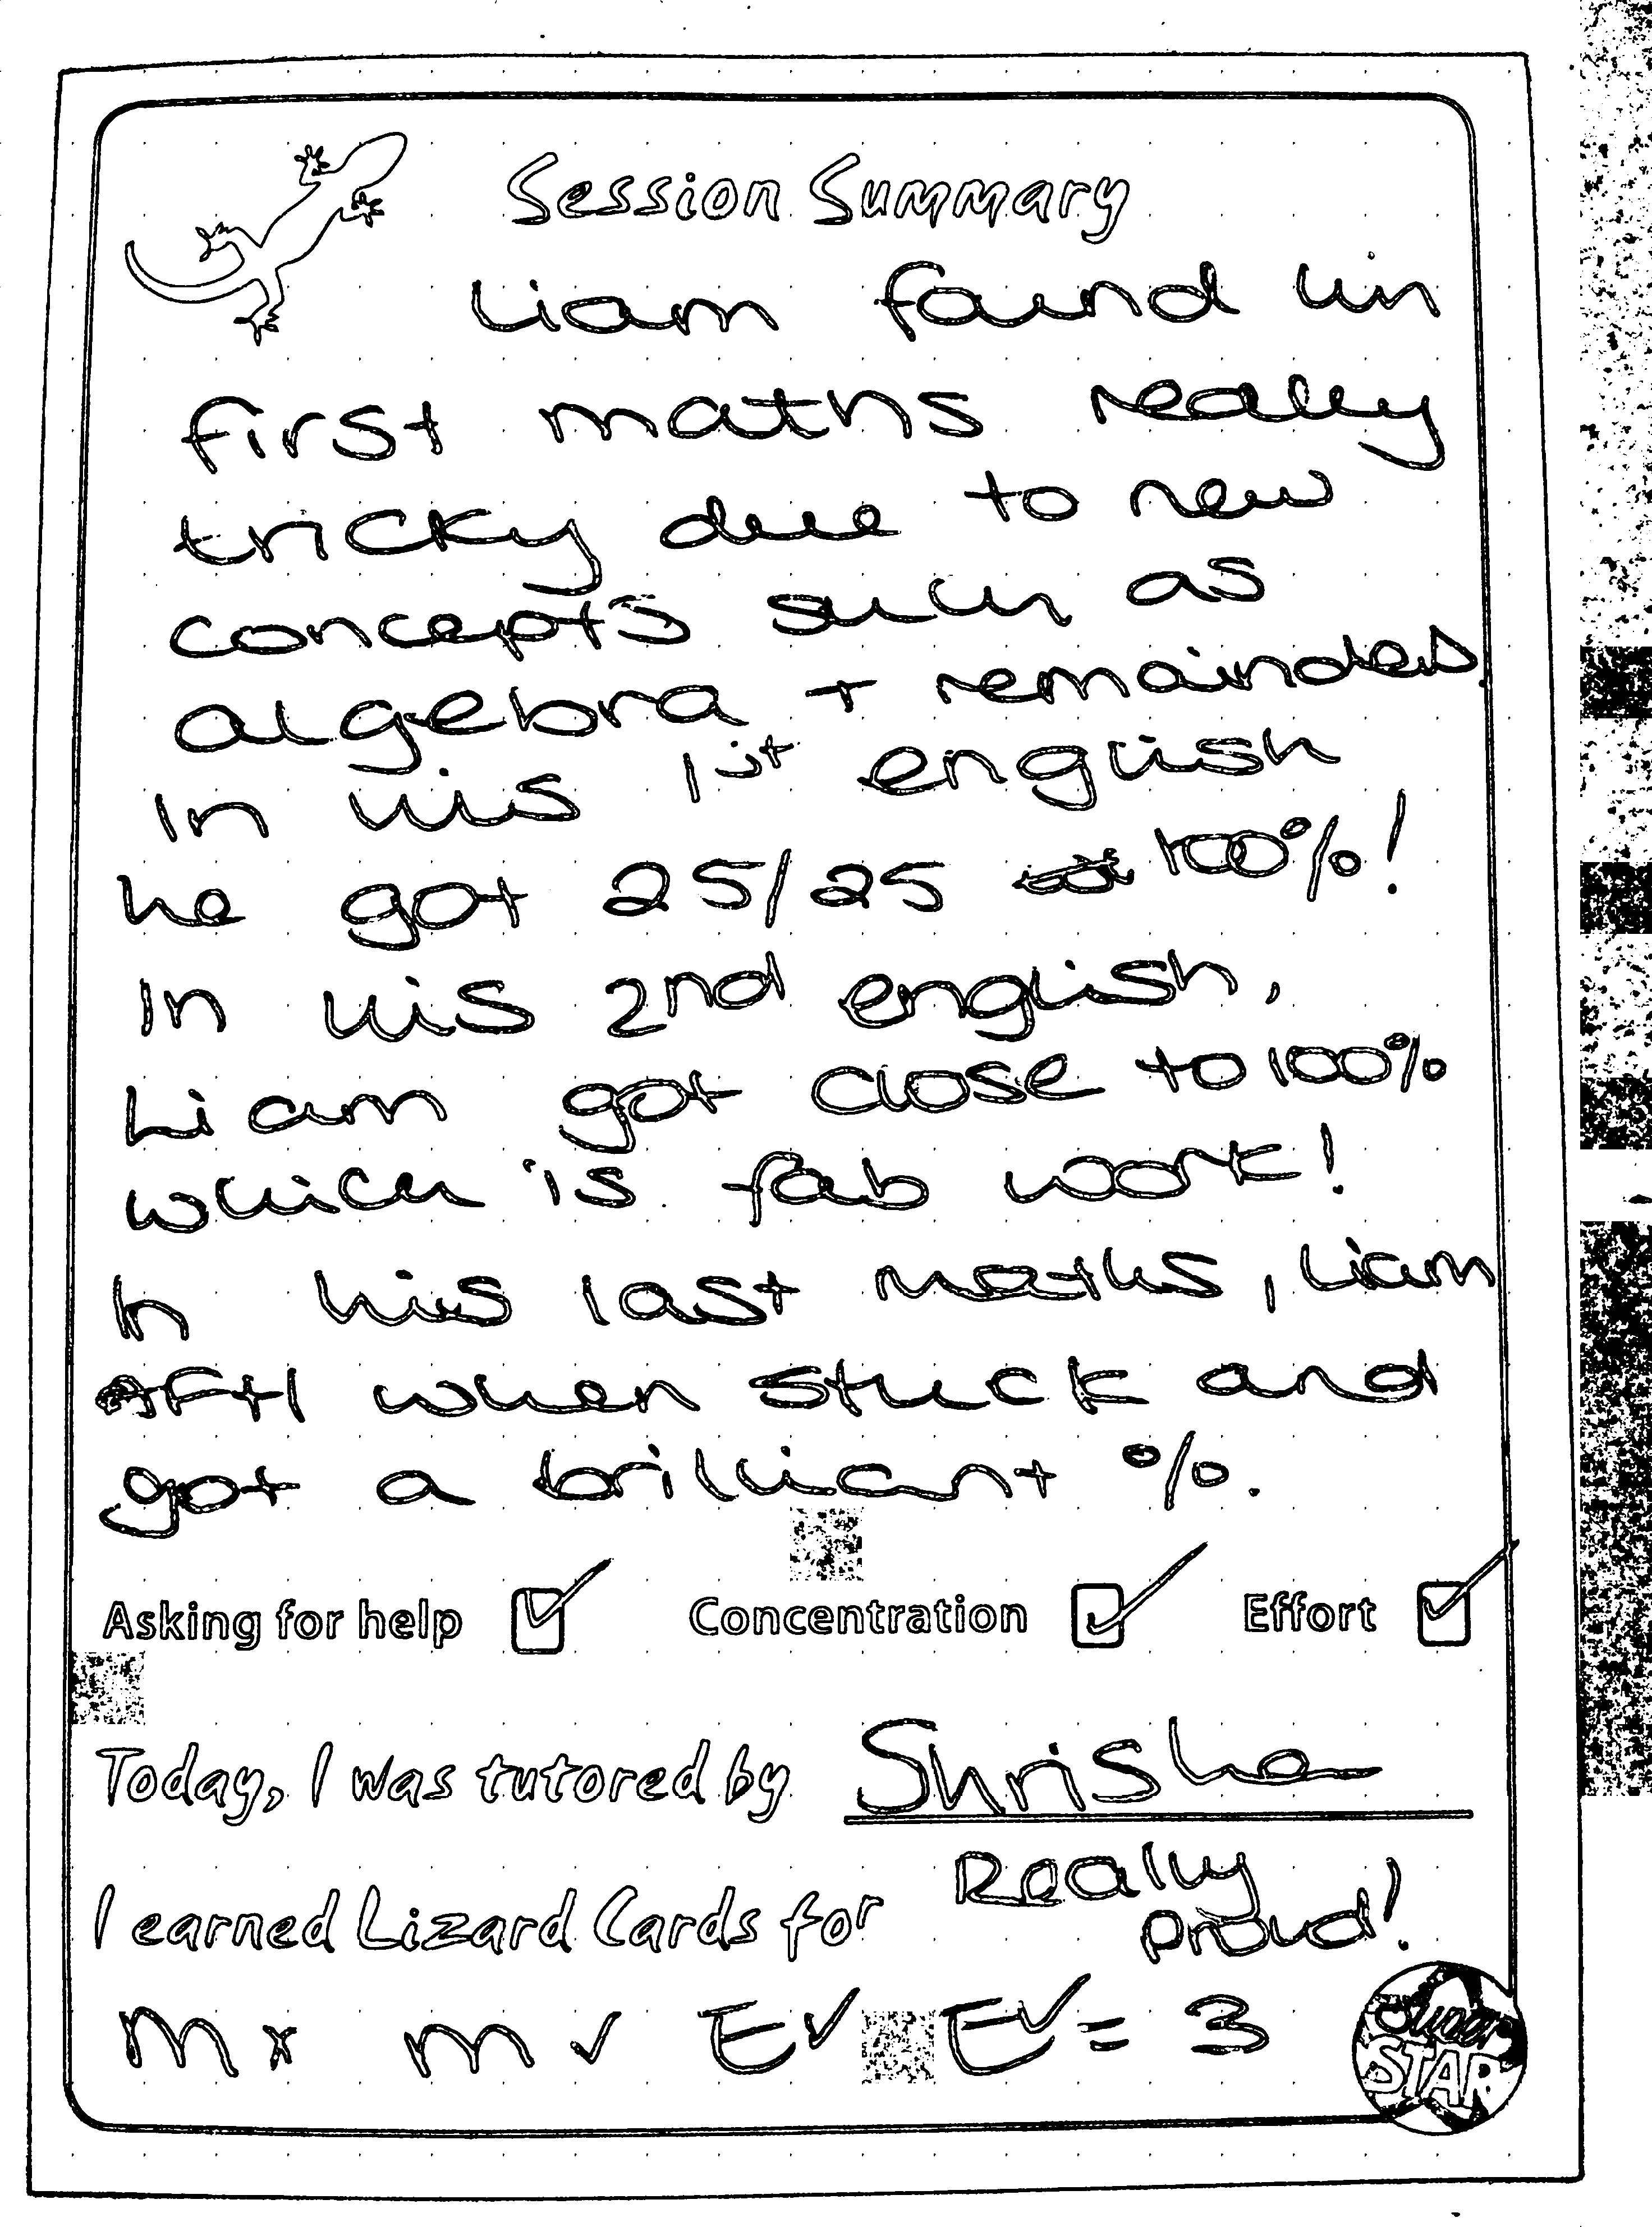 Session Summary
Liam found his
first maths really
tricky due to new
concepts such as
algebra + remainders.
In his 1st english
he got 25/25 100%!
In his 2nd english,
Liam got close to 100%
which is fab work!
In his last maths, Liam
AFH when stuck and
got a brilliant %.
Asking for help ☑ Concentration ☑ Effort ☑
Today, I was tutored by Shrisha
I earned Lizard Cards for Really
proud!
M x M ✓ E ✓ E ✓ = 3
Super
STAR